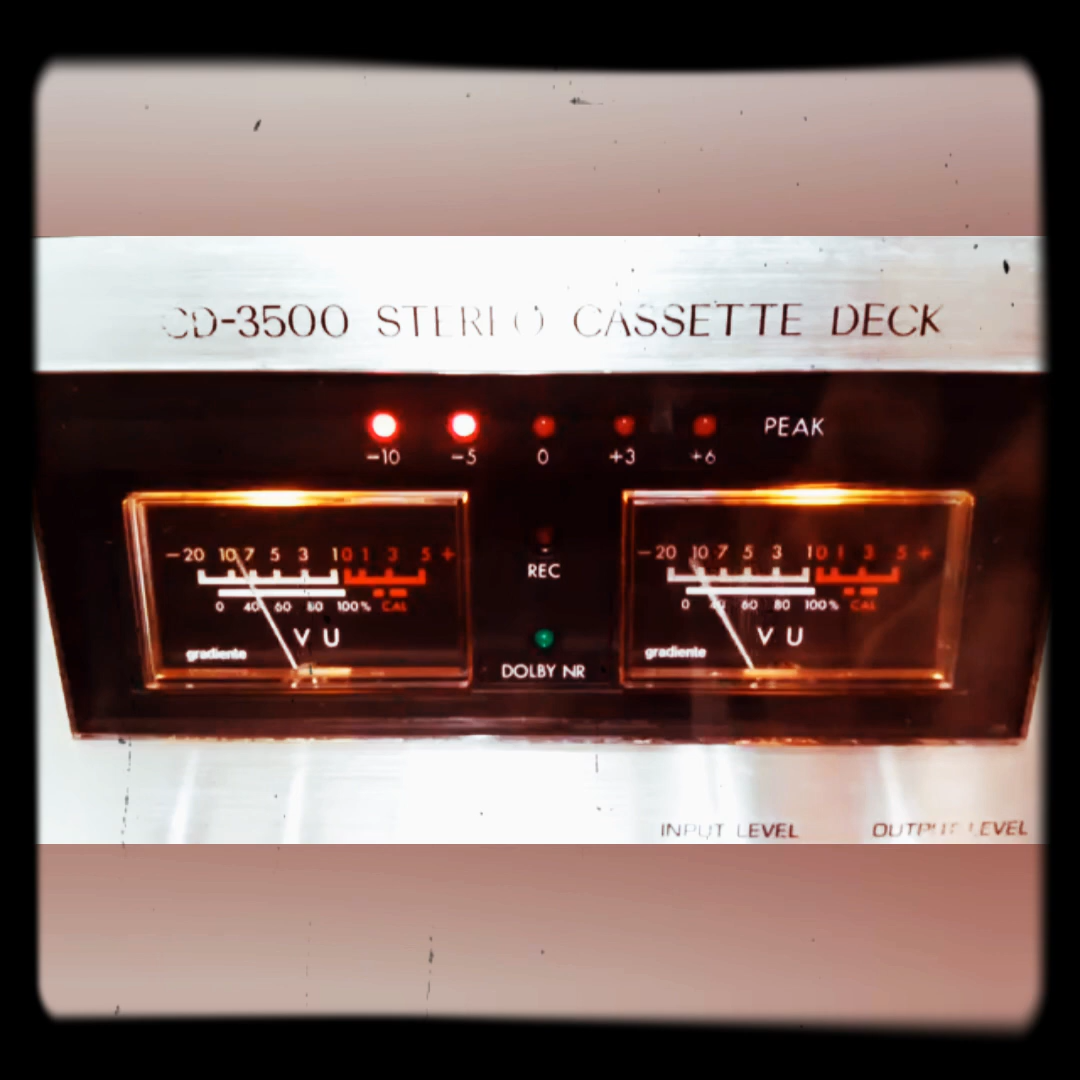 CD-3500 STEREO CASSETTE DECK
-10 -5 0 +3 +6 PEAK
-20 10 7 5 3 1 0 1 3 5 +
0 40 60 80 100% CAL
VU
gradiente
REC
DOLBY NR
-20 10 7 5 3 1 0 1 3 5 +
0 40 60 80 100% CAL
VU
gradiente
INPUT LEVEL OUTPUT LEVEL